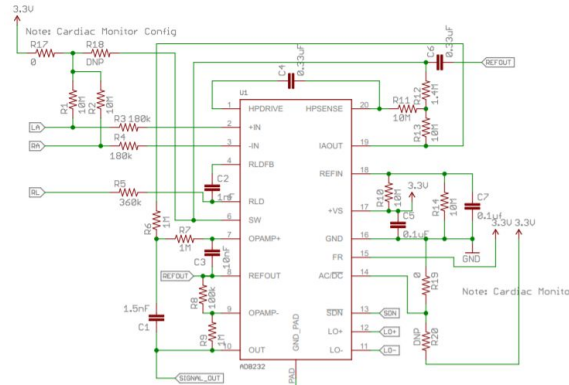 3.3V
Note: Cardiac Monitor Config
R17
0
R18
DNP
R1
10M
R2
10M
LA
RA
RL
R3 180k
R4
180k
R5
360k
R6
1M
R7
1M
C2
1nF
C3
10nF
REFOUT
R8
100k
R9
1M
1.5nF
C1
SIGNAL_OUT
C4
0.33uF
C6
0.33uF
REFOUT
R12
1.4M
R11
10M
R13
10M
U1
1 HPDRIVE
2 +IN
3 -IN
4 RLDFB
5 RLD
6 SW
7 OPAMP+
8 REFOUT
9 OPAMP-
10 OUT
HPSENSE 20
IAOUT 19
REFIN 18
+VS 17
GND 16
FR 15
AC/DC 14
SDN 13
LO+ 12
LO- 11
GND_PAD
AD8232
PAD
SDN
LO+
LO-
R10
10M
3.3V
C5
0.1uF
R14
10M
C7
0.1uf
GND
3.3V 3.3V
R19
0
R20
DNP
Note: Cardiac Monito